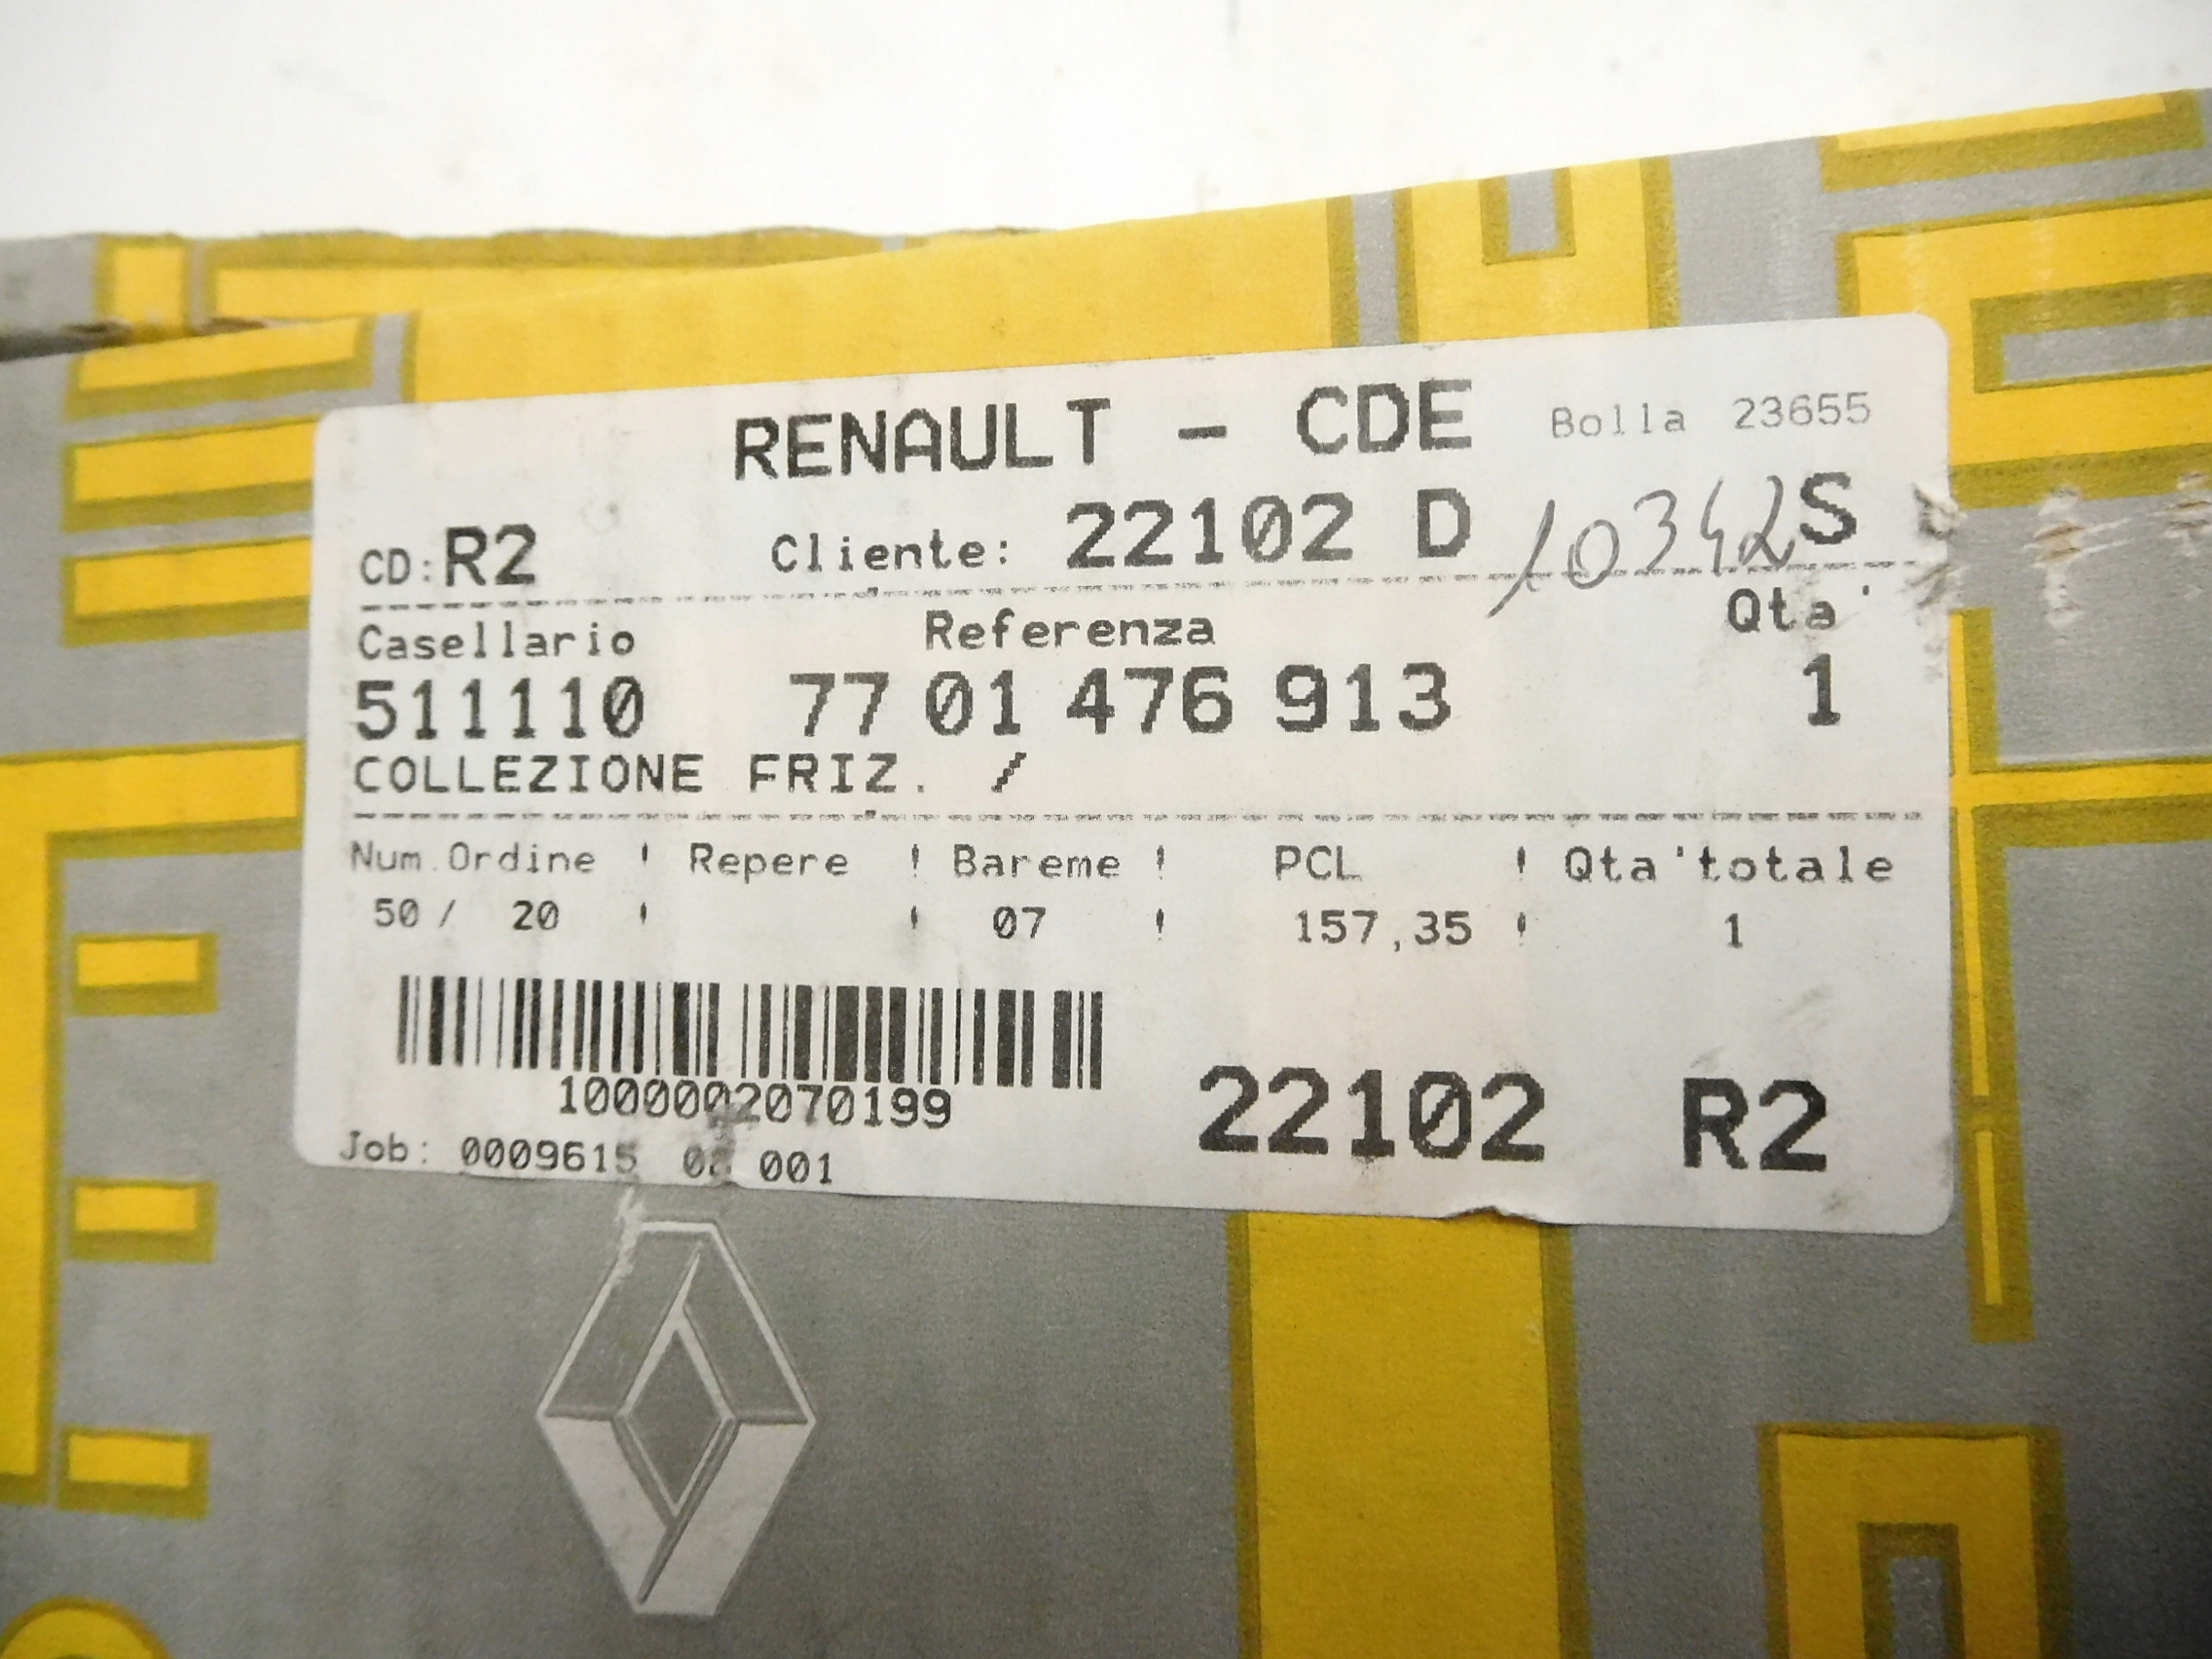 RENAULT - CDE Bolla 23655
CD:R2 Cliente: 22102 D 10342 S
Casellario Referenza Qta'
511110 77 01 476 913 1
COLLEZIONE FRIZ. /
Num.Ordine ! Repere ! Bareme ! PCL ! Qta'totale
50 / 20 ! ! 07 ! 157,35 ! 1
1000002070199
22102 R2
Job: 0009615 001